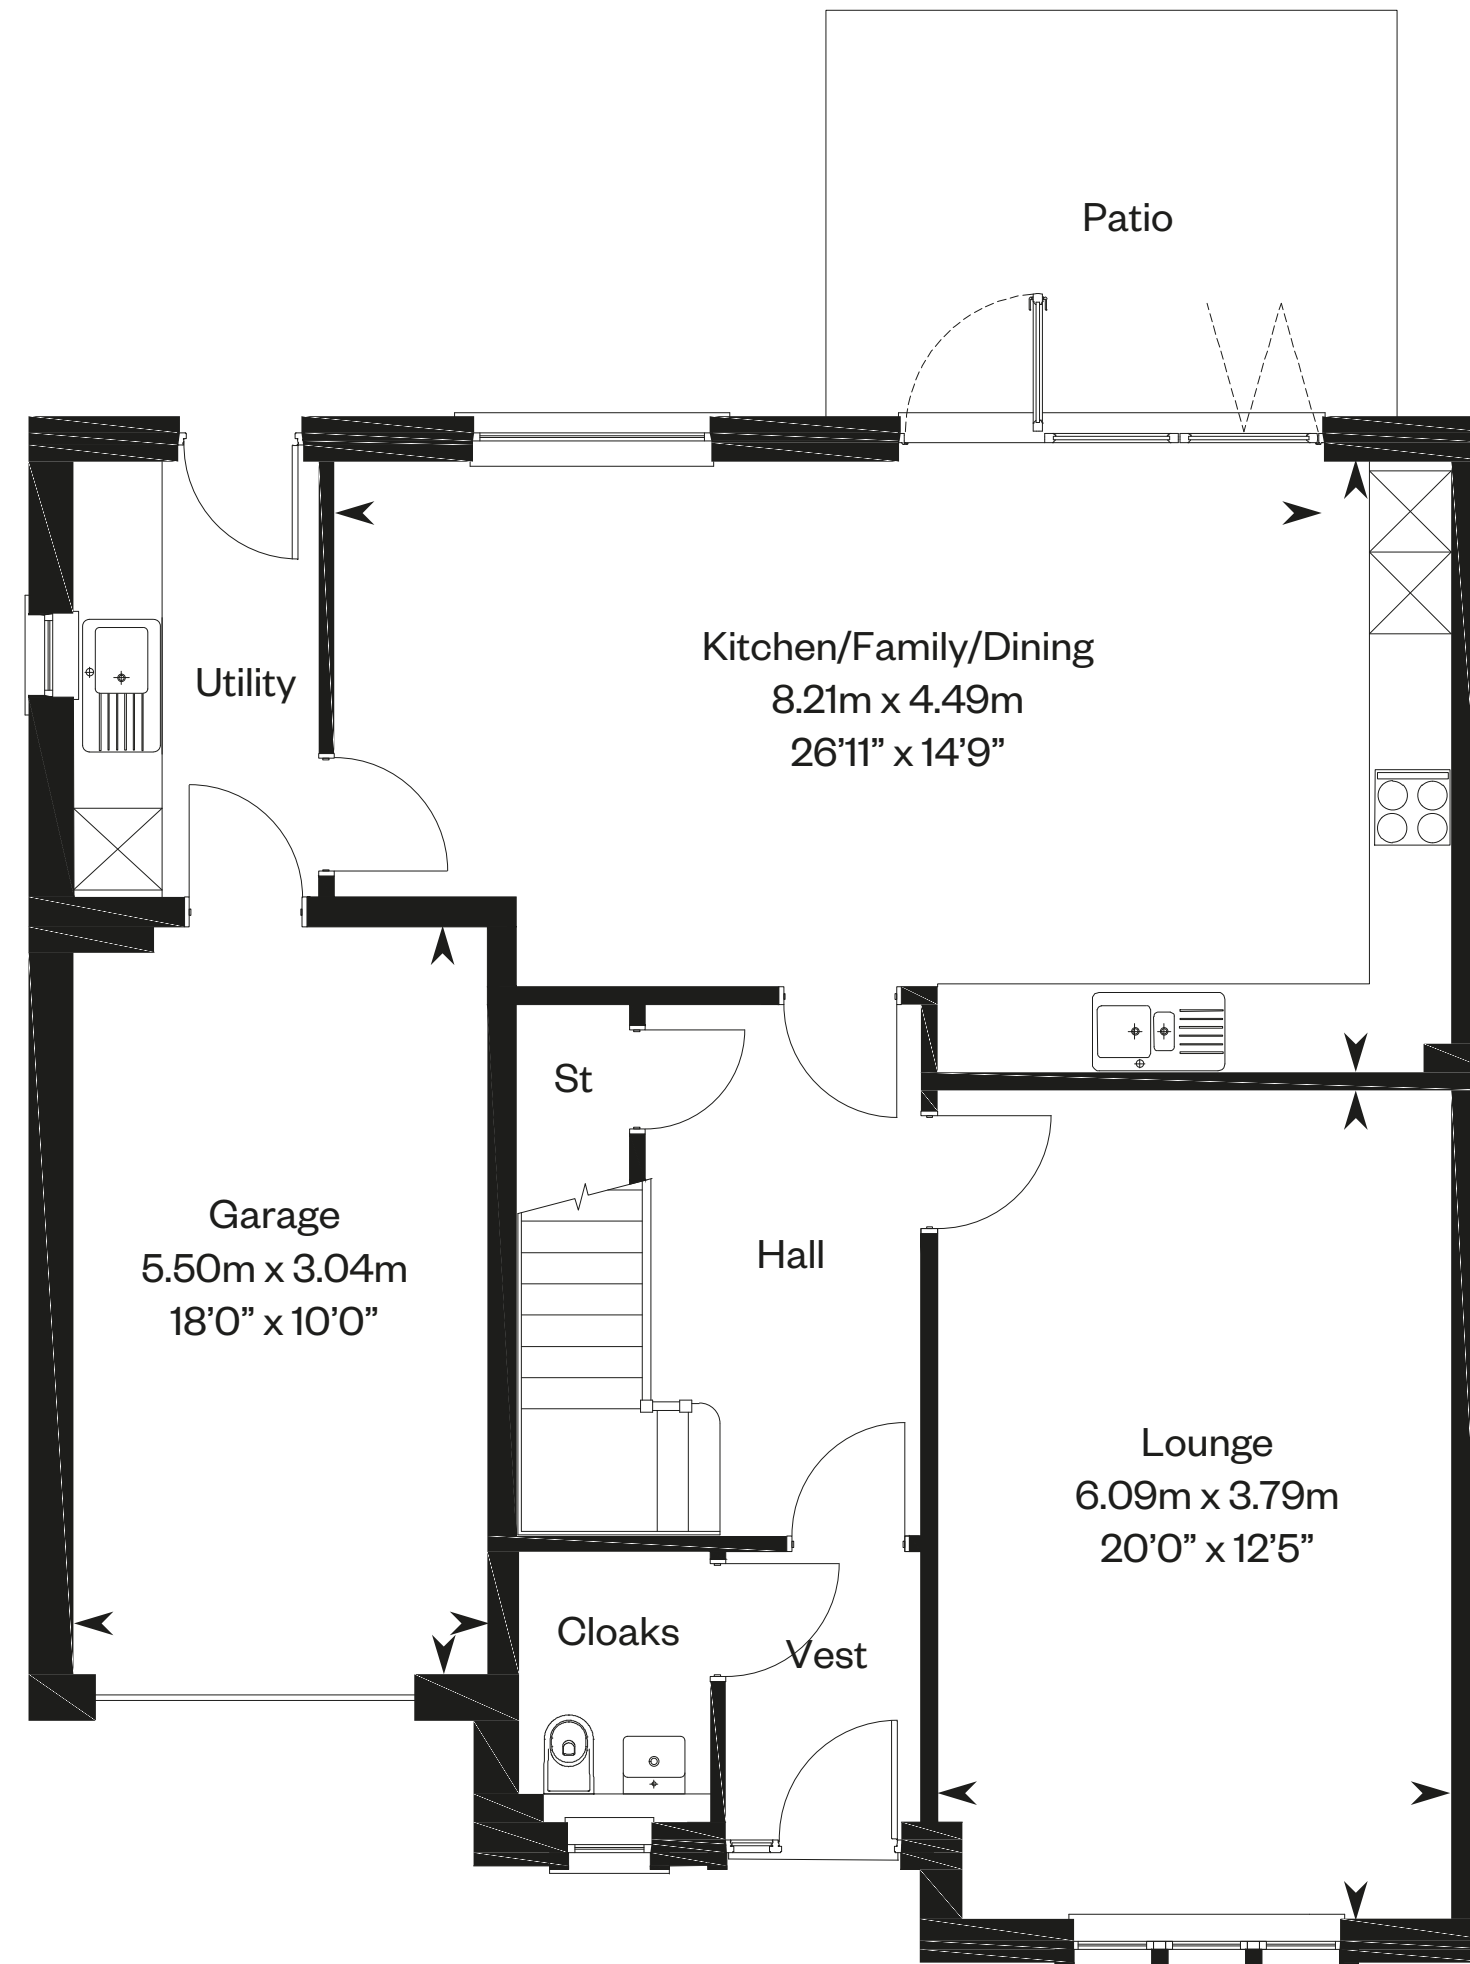 Patio
Kitchen/Family/Dining
8.21m x 4.49m
26’11” x 14’9”
Utility
St
Garage
5.50m x 3.04m
18’0” x 10’0”
Hall
Lounge
6.09m x 3.79m
20’0” x 12’5”
Cloaks
Vest